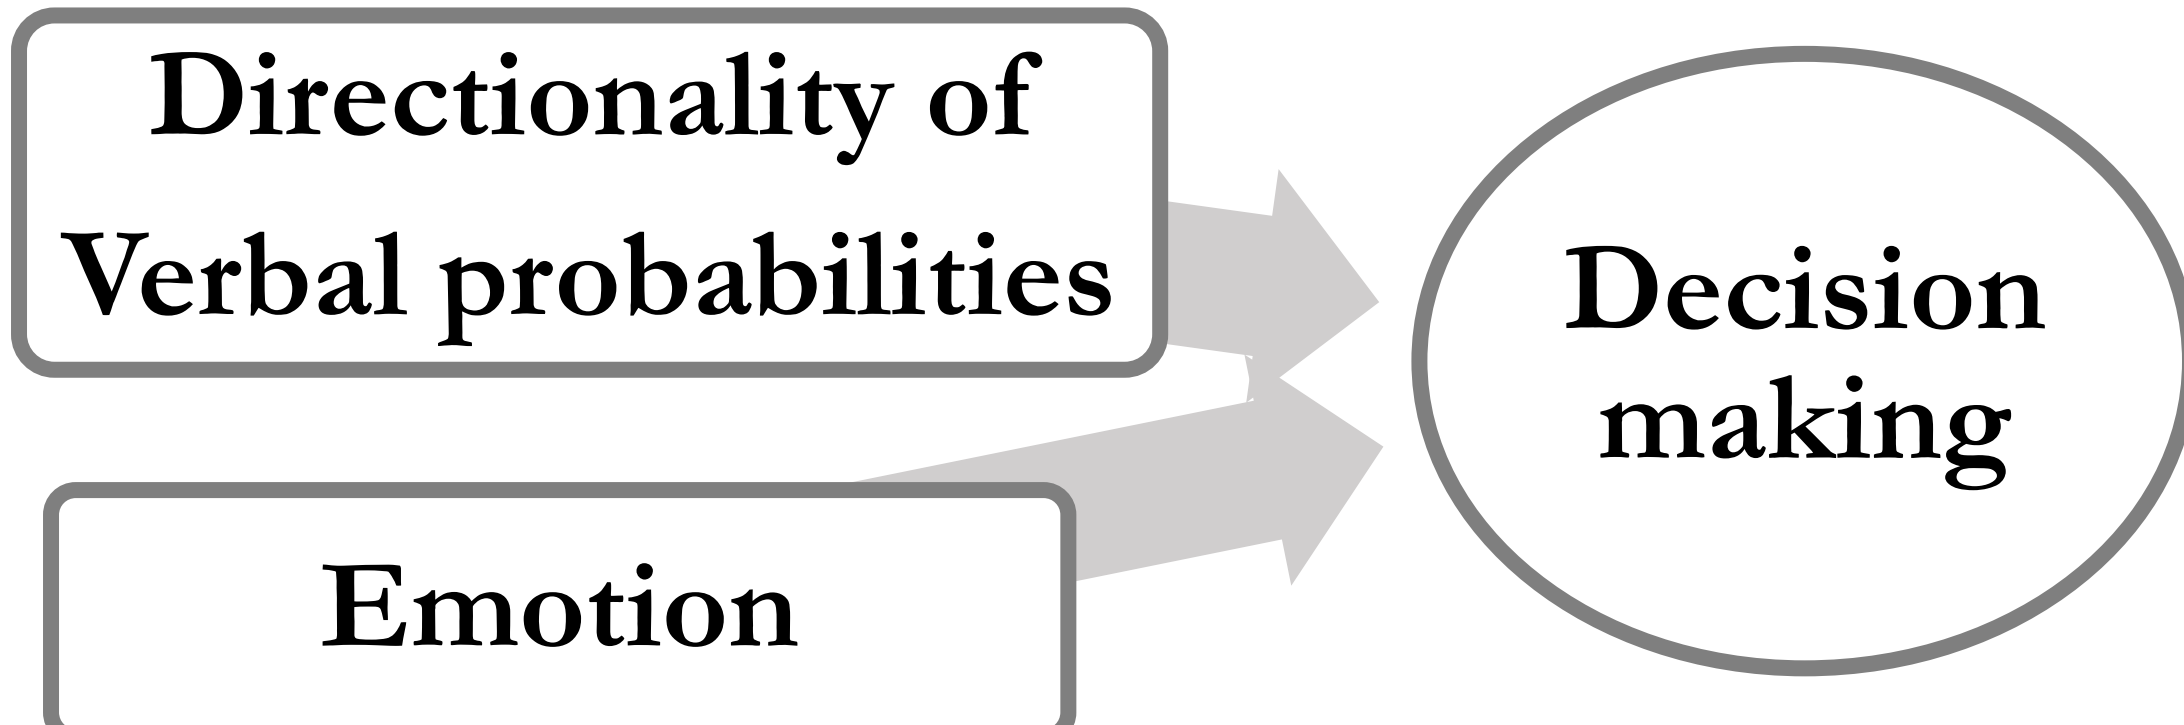 Directionality of
Verbal probabilities
Emotion
Decision
making